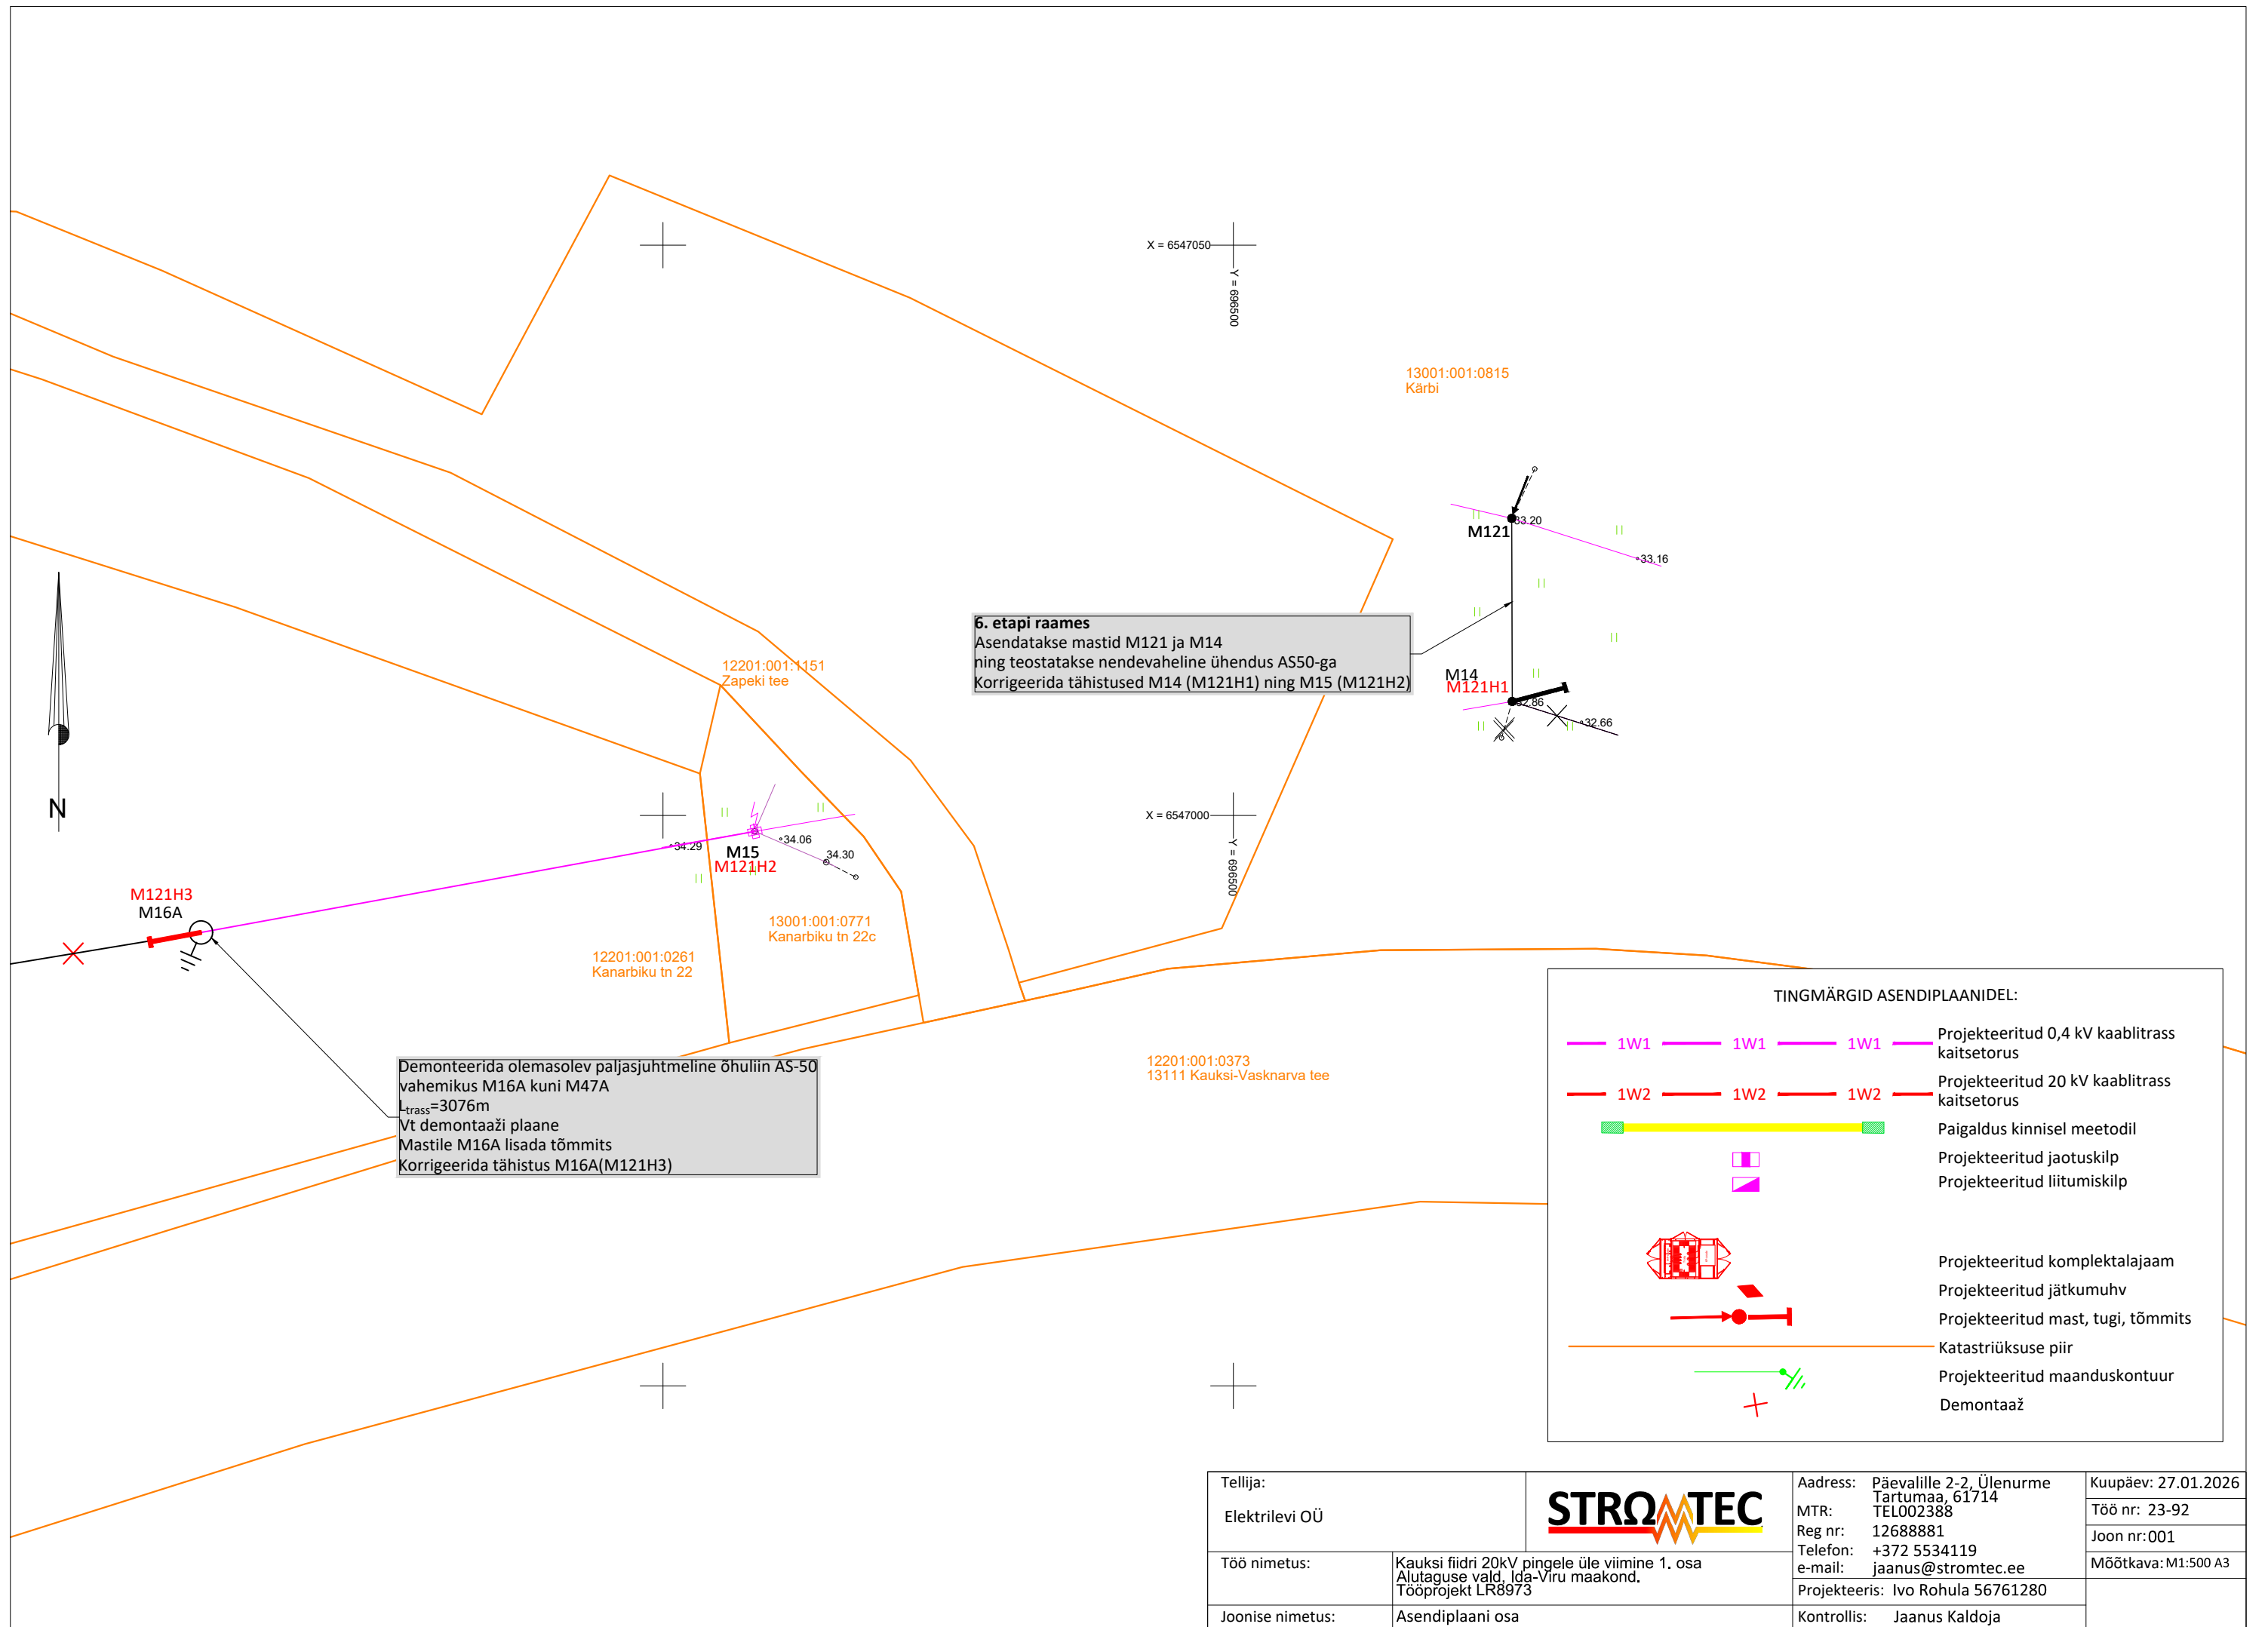 X = 6547050
Y = 696500
13001:001:0815
Kärbi
M121
33.20
33.16
6. etapi raames
Asendatakse mastid M121 ja M14
ning teostatakse nendevaheline ühendus AS50-ga
Korrigeerida tähistused M14 (M121H1) ning M15 (M121H2)
12201:001:1151
Zapeki tee
M14
M121H1
32.86
32.66
N
X = 6547000
Y = 696500
34.29
34.06
34.30
M15
M121H2
M121H3
M16A
13001:001:0771
Kanarbiku tn 22c
12201:001:0261
Kanarbiku tn 22
12201:001:0373
13111 Kauksi-Vasknarva tee
Demonteerida olemasolev paljasjuhtmeline õhuliin AS-50
vahemikus M16A kuni M47A
Ltrass=3076m
Vt demontaaži plaane
Mastile M16A lisada tõmmits
Korrigeerida tähistus M16A(M121H3)
TINGMÄRGID ASENDIPLAANIDEL:
1W1 1W1 1W1 Projekteeritud 0,4 kV kaablitrass
kaitsetorus
1W2 1W2 1W2 Projekteeritud 20 kV kaablitrass
kaitsetorus
Paigaldus kinnisel meetodil
Projekteeritud jaotuskilp
Projekteeritud liitumiskilp
Projekteeritud komplektalajaam
Projekteeritud jätkumuhv
Projekteeritud mast, tugi, tõmmits
Katastriüksuse piir
Projekteeritud maanduskontuur
Demontaaž
Tellija:
Elektrilevi OÜ
STRΩMTEC
Aadress: Päevalille 2-2, Ülenurme
Tartumaa, 61714
MTR: TEL002388
Reg nr: 12688881
Telefon: +372 5534119
e-mail: jaanus@stromtec.ee
Kuupäev: 27.01.2026
Töö nr: 23-92
Joon nr: 001
Mõõtkava: M1:500 A3
Töö nimetus: Kauksi fiidri 20kV pingele üle viimine 1. osa
Alutaguse vald, Ida-Viru maakond.
Tööprojekt LR8973
Projekteeris: Ivo Rohula 56761280
Joonise nimetus: Asendiplaani osa
Kontrollis: Jaanus Kaldoja